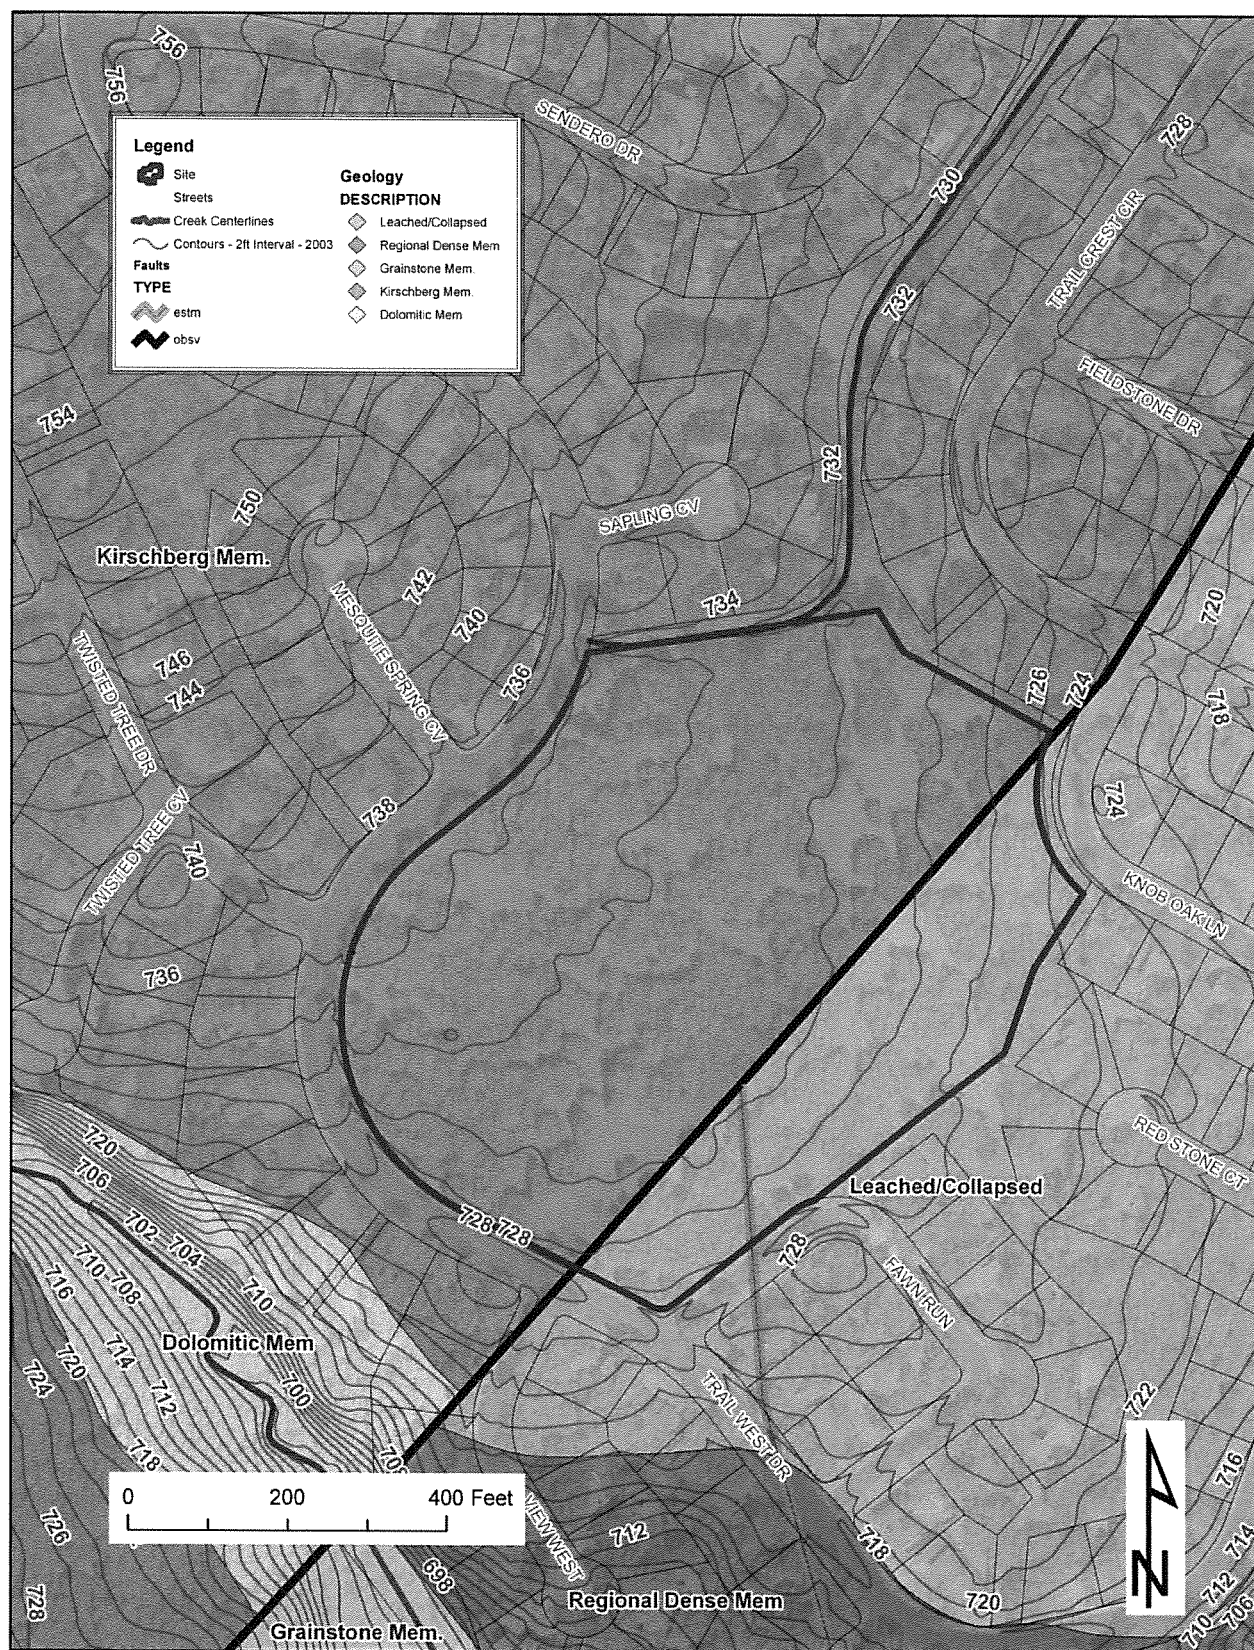 756
756
SENDERO DR
728
Legend
Site
Streets
Creek Centerlines
Contours - 2ft Interval - 2003
Faults
TYPE
estm
obsv
Geology
DESCRIPTION
Leached/Collapsed
Regional Dense Mem
Grainstone Mem.
Kirschberg Mem.
Dolomitic Mem
730
TRAIL CREST CIR
732
FIELDSTONE DR
754
732
750
SAPLING CV
Kirschberg Mem.
742
MESQUITE SPRING CV
734
740
720
746
736
726
724
744
718
TWISTED TREE DR
738
724
TWISTED TREE CV
740
KNOB OAK LN
736
720
RED STONE CT
706
Leached/Collapsed
702
728
728
704
728
710
708
716
710
FAWN RUN
Dolomitic Mem
714
720
700
724
712
TRAIL WEST DR
722
718
716
0
200
400 Feet
VIEW WEST
712
726
718
714
N
698
728
Regional Dense Mem
720
712
706
710
Grainstone Mem.